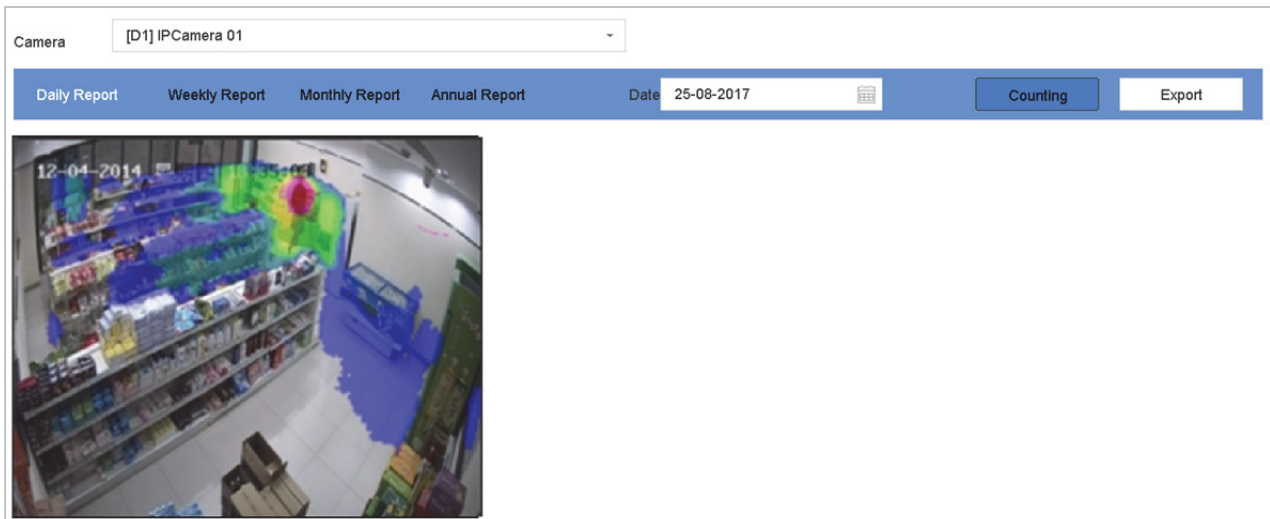 Camera [D1] IPCamera 01
Daily Report Weekly Report Monthly Report Annual Report Date 25-08-2017 Counting Export
12-04-2014